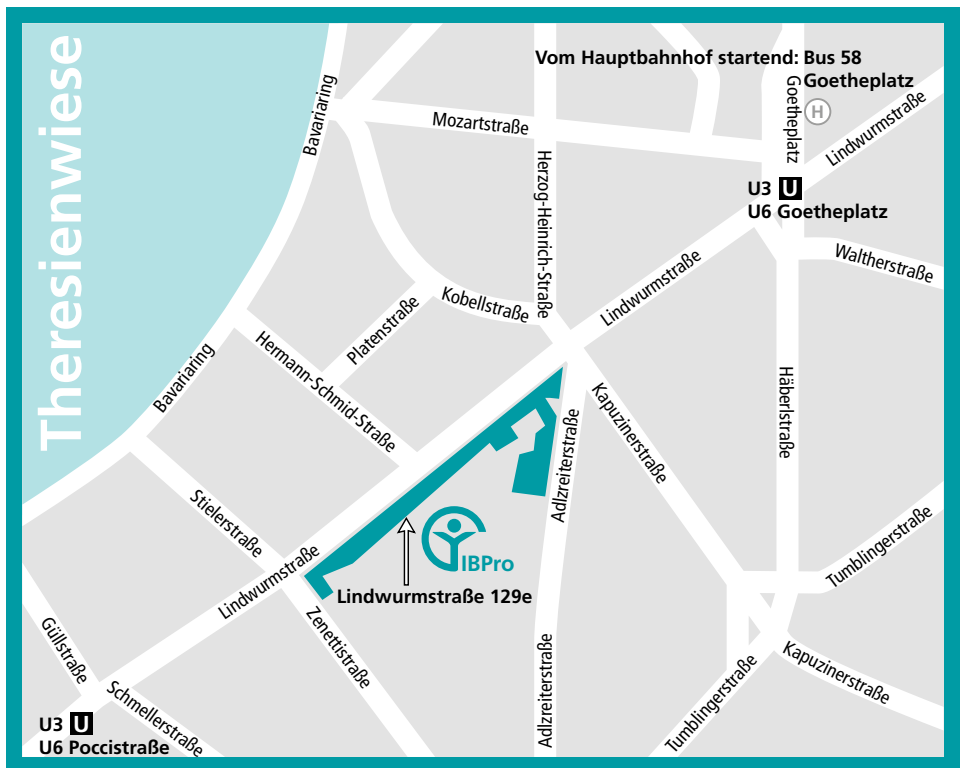 Theresienwiese
Vom Hauptbahnhof startend: Bus 58
Goetheplatz
H
Goetheplatz
Lindwurmstraße
Bavariaring
Mozartstraße
Herzog-Heinrich-Straße
U3 U
U6 Goetheplatz
Waltherstraße
Lindwurmstraße
Kobellstraße
Platenstraße
Hermann-Schmid-Straße
Bavariaring
Häberlstraße
Kapuzinerstraße
Adlzreiterstraße
Stielerstraße
IBPro
Lindwurmstraße 129e
Lindwurmstraße
Tumblingerstraße
Zenettistraße
Güllstraße
Schmellerstraße
Adlzreiterstraße
Tumblingerstraße
Kapuzinerstraße
U3 U
U6 Poccistraße